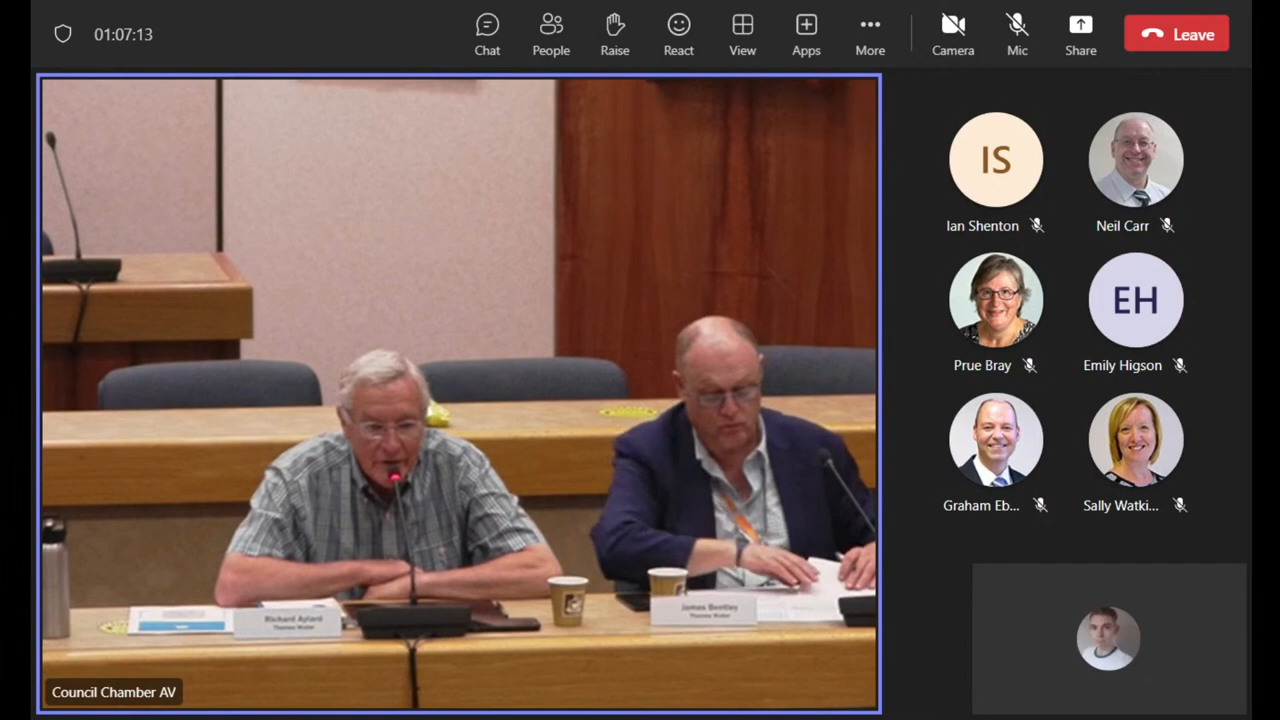 01:07:13
Chat
People
Raise
React
View
Apps
More
Camera
Mic
Share
Leave
IS
Ian Shenton
Neil Carr
Prue Bray
EH
Emily Higson
Graham Eb...
Sally Watki...
Richard Aylard
Thames Water
James Bentley
Thames Water
Council Chamber AV